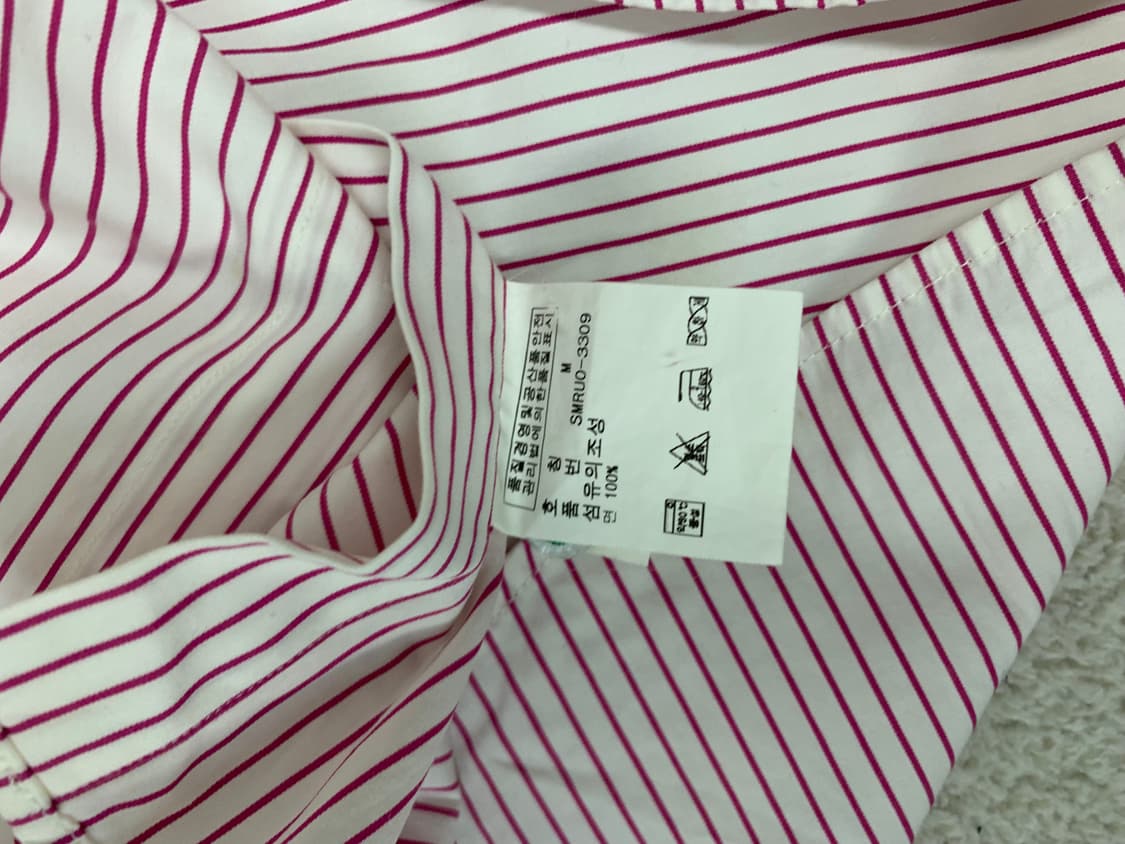 품질경영및공산품안전
관리법에의한품질표시
호 칭 M
품 번 SMRU0-3309
섬유의 조성
면 100%